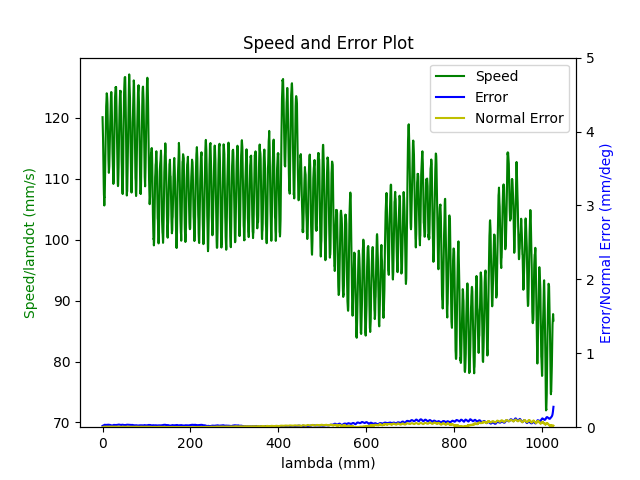 Speed and Error Plot
Speed
Error
Normal Error
120
110
100
90
80
70
5
4
3
2
1
0
0
200
400
600
800
1000
Speed/lamdot (mm/s)
Error/Normal Error (mm/deg)
lambda (mm)